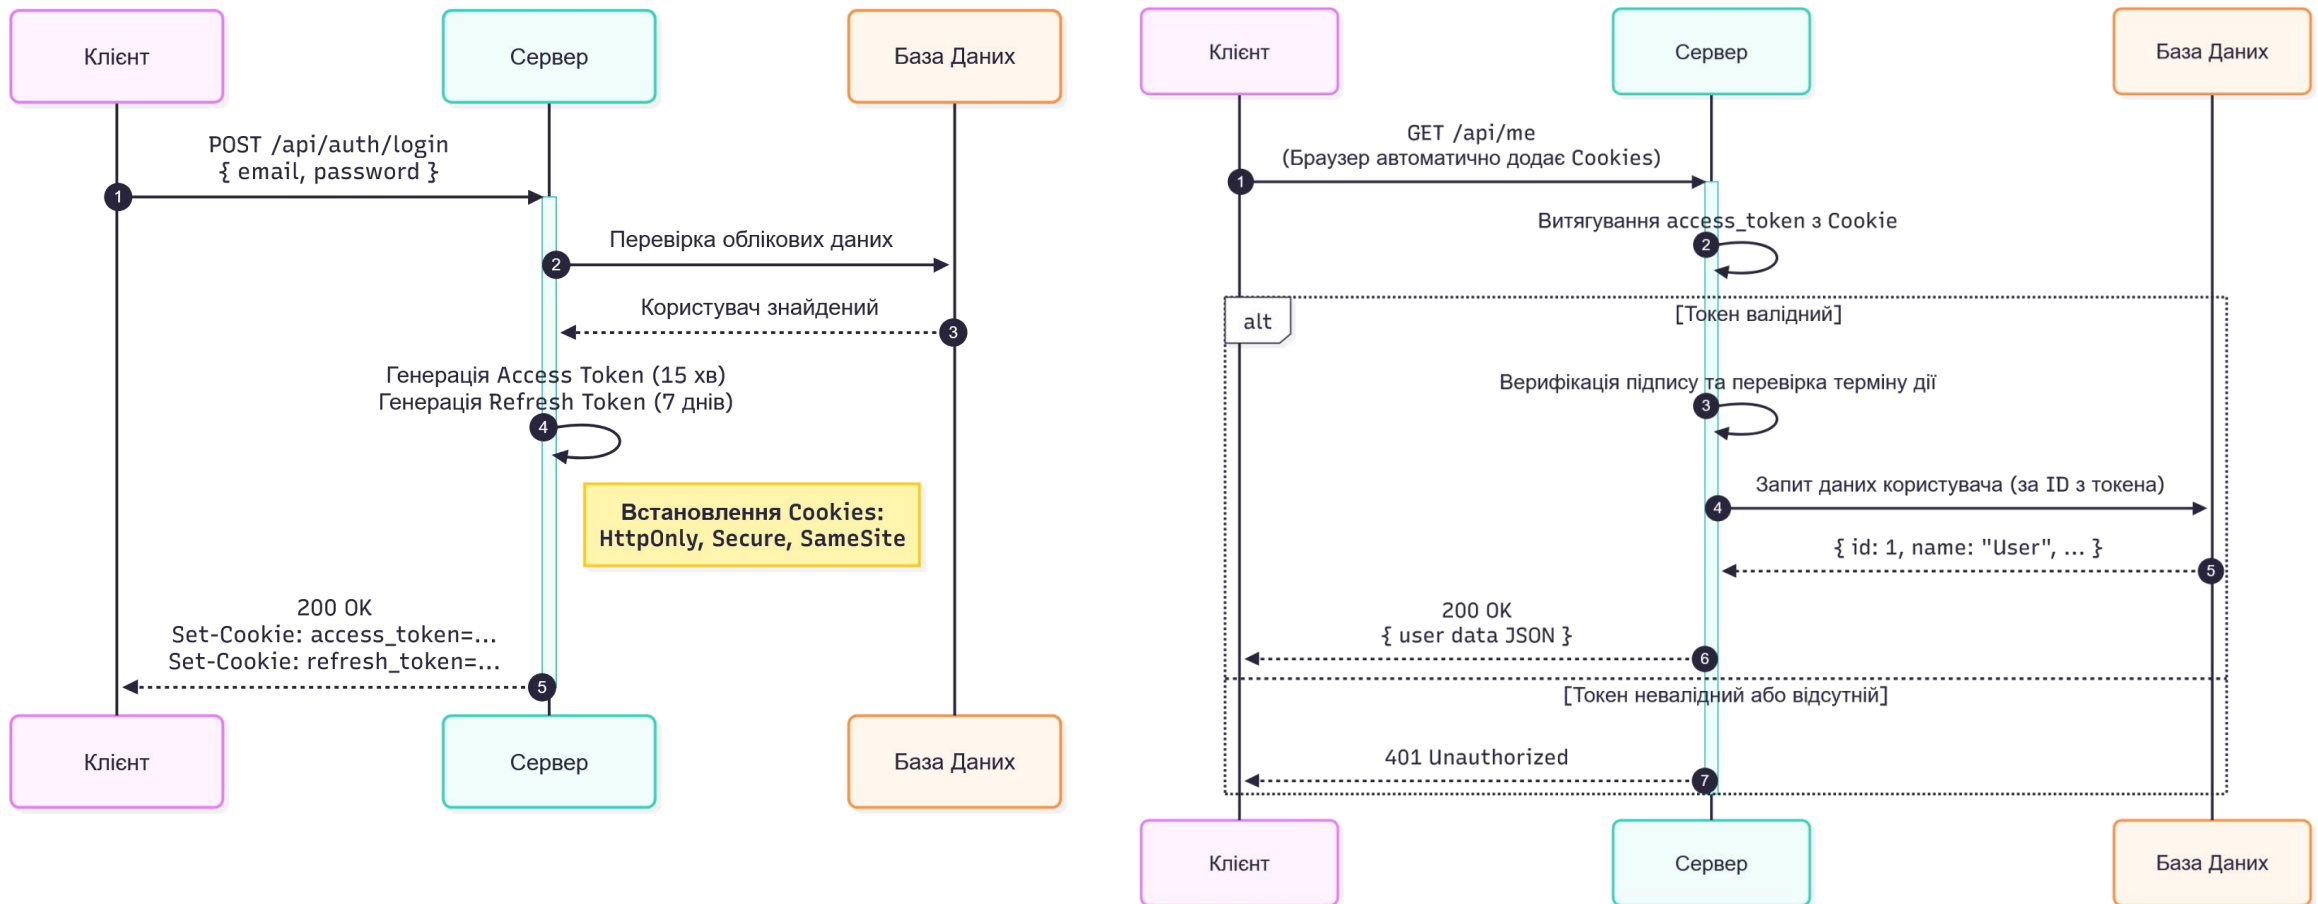 Клієнт
Сервер
База Даних
POST /api/auth/login
{ email, password }
1
Перевірка облікових даних
2
Користувач знайдений
3
Генерація Access Token (15 хв)
Генерація Refresh Token (7 днів)
4
Встановлення Cookies:
HttpOnly, Secure, SameSite
200 OK
Set-Cookie: access_token=...
Set-Cookie: refresh_token=...
5
Клієнт
Сервер
База Даних
Клієнт
Сервер
База Даних
GET /api/me
(Браузер автоматично додає Cookies)
1
Витягування access_token з Cookie
2
alt
[Токен валідний]
Верифікація підпису та перевірка терміну дії
3
Запит даних користувача (за ID з токена)
4
{ id: 1, name: "User", ... }
5
200 OK
{ user data JSON }
6
[Токен невалідний або відсутній]
401 Unauthorized
7
Клієнт
Сервер
База Даних